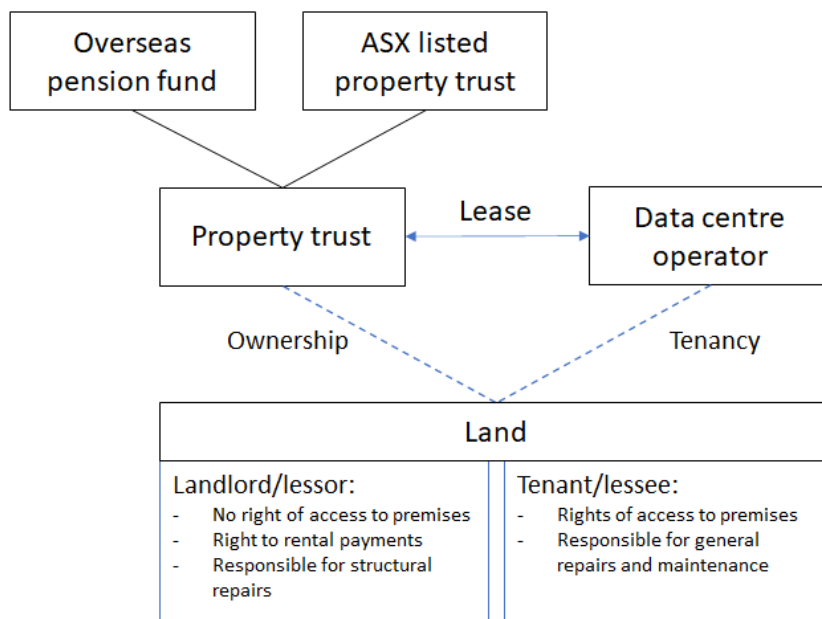 Overseas
pension fund
ASX listed
property trust
Property trust
Lease
Data centre
operator
Ownership
Tenancy
Land
Landlord/lessor:
- No right of access to premises
- Right to rental payments
- Responsible for structural
repairs
Tenant/lessee:
- Rights of access to premises
- Responsible for general
repairs and maintenance